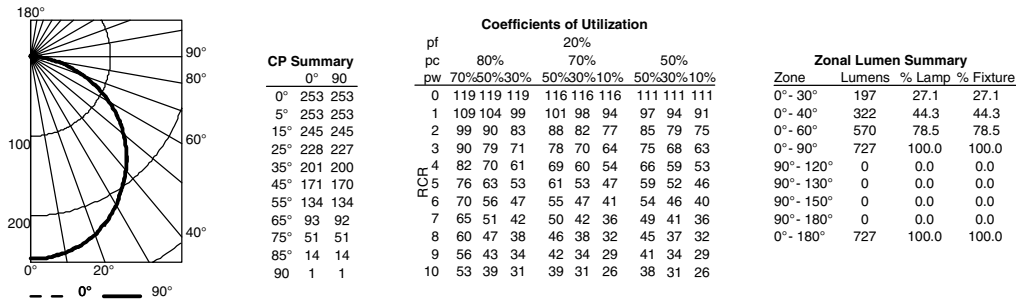 180°
90°
80°
60°
40°
100
200
0° 20°
0° 90°
CP Summary
0° 90
0° 253 253
5° 253 253
15° 245 245
25° 228 227
35° 201 200
45° 171 170
55° 134 134
65° 93 92
75° 51 51
85° 14 14
90 1 1
Coefficients of Utilization
pf 20%
pc 80% 70% 50%
pw 70%50%30% 50%30%10% 50%30%10%
RCR
0 119 119 119 116 116 116 111 111 111
1 109 104 99 101 98 94 97 94 91
2 99 90 83 88 82 77 85 79 75
3 90 79 71 78 70 64 75 68 63
4 82 70 61 69 60 54 66 59 53
5 76 63 53 61 53 47 59 52 46
6 70 56 47 55 47 41 54 46 40
7 65 51 42 50 42 36 49 41 36
8 60 47 38 46 38 32 45 37 32
9 56 43 34 42 34 29 41 34 29
10 53 39 31 39 31 26 38 31 26
Zonal Lumen Summary
Zone Lumens % Lamp % Fixture
0°- 30° 197 27.1 27.1
0°- 40° 322 44.3 44.3
0°- 60° 570 78.5 78.5
0°- 90° 727 100.0 100.0
90°- 120° 0 0.0 0.0
90°- 130° 0 0.0 0.0
90°- 150° 0 0.0 0.0
90°- 180° 0 0.0 0.0
0°- 180° 727 100.0 100.0